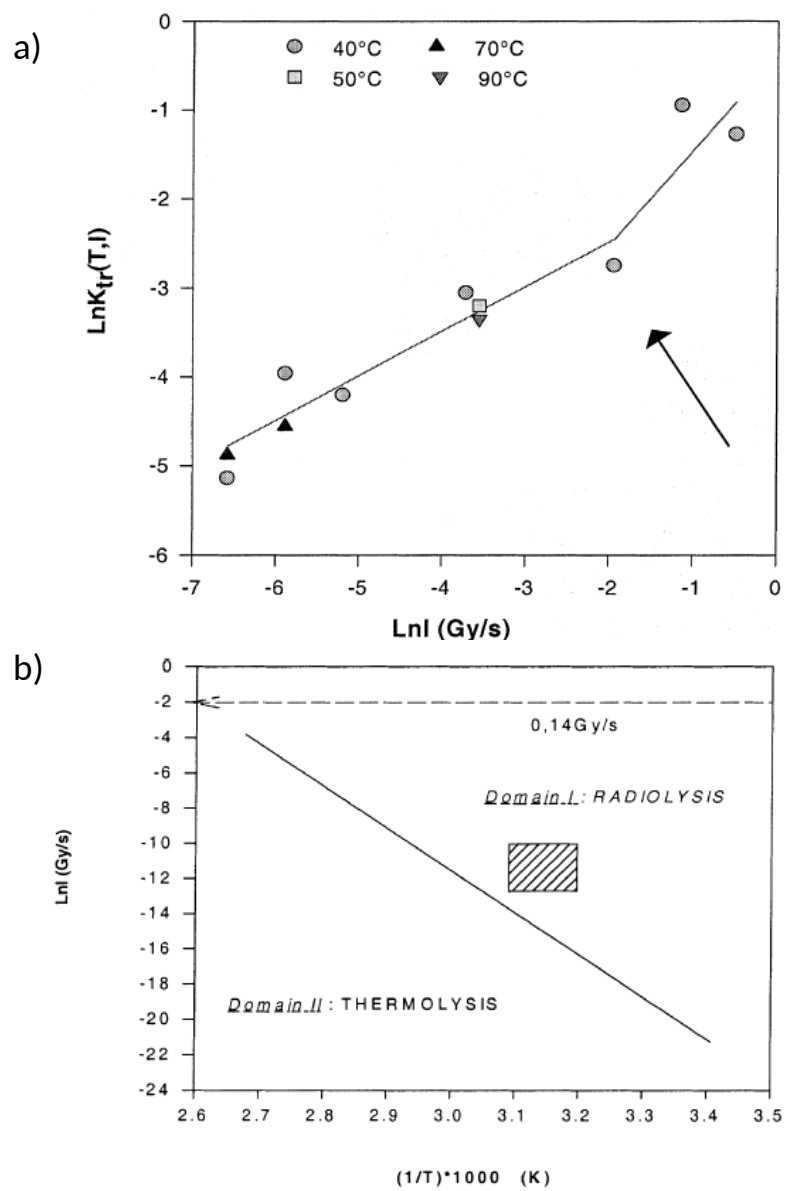 a)
0
40°C 70°C
50°C 90°C
-1
-2
-3
-4
-5
-6
LnK_tr(T,I)
-7 -6 -5 -4 -3 -2 -1 0
LnI (Gy/s)
b)
0
-2
0,14Gy/s
-4
-6
Domain I : RADIOLYSIS
-8
-10
-12
-14
-16
-18
Domain II : THERMOLYSIS
-20
-22
-24
LnI (Gy/s)
2.6 2.7 2.8 2.9 3.0 3.1 3.2 3.3 3.4 3.5
(1/T)*1000 (K)